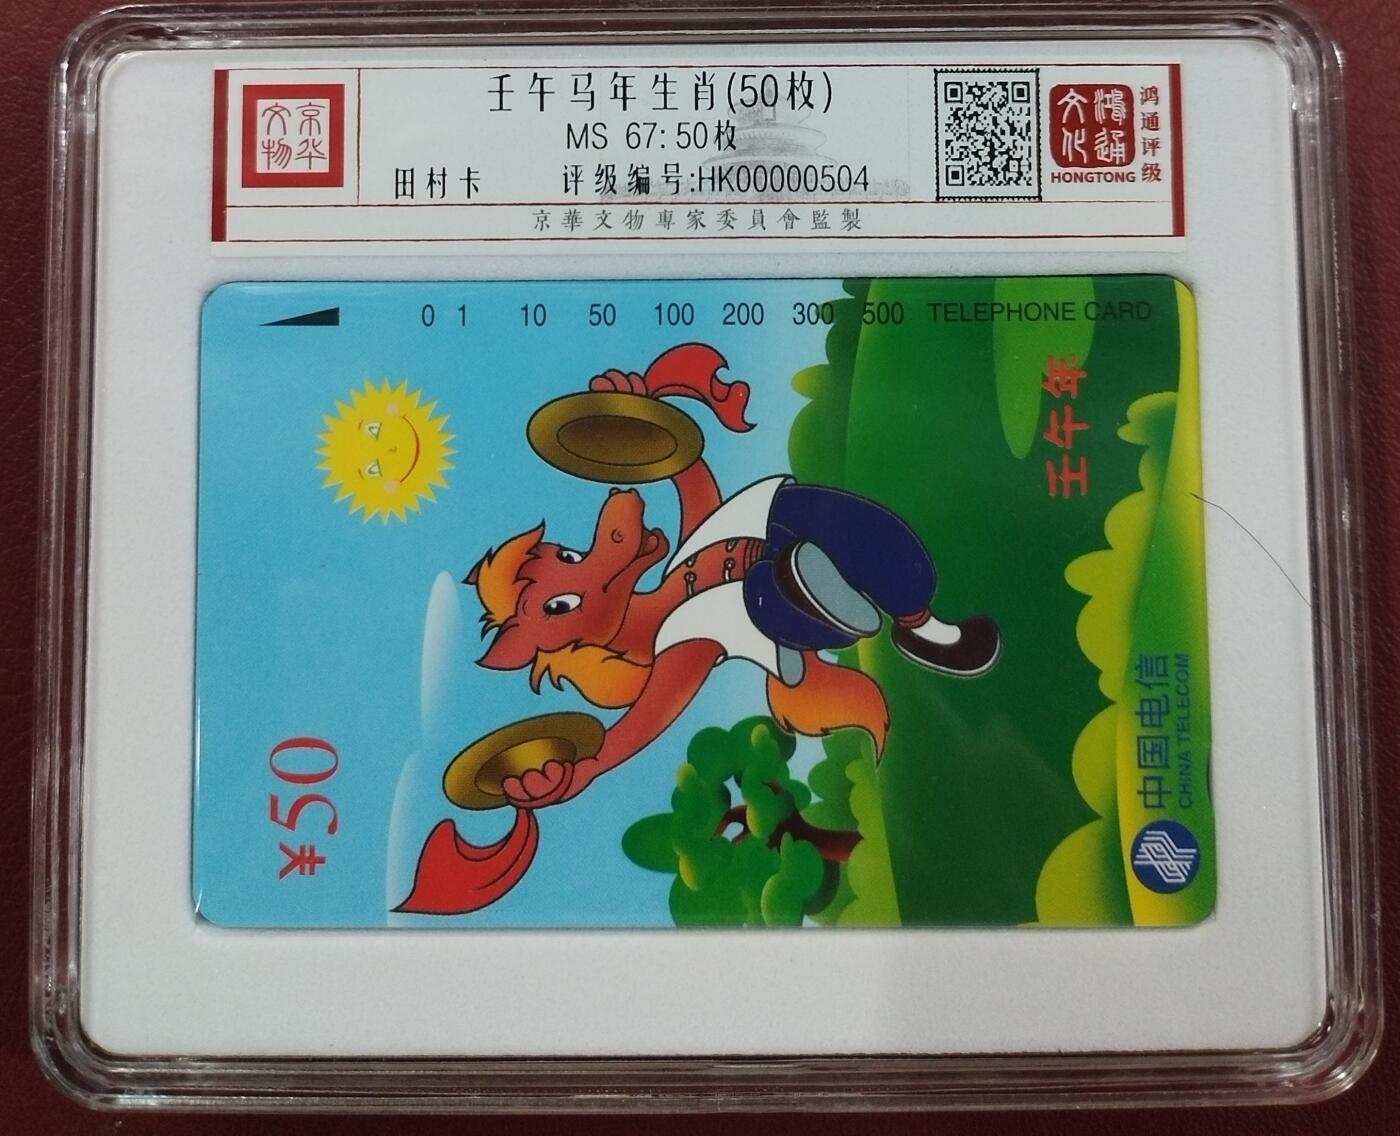 京华文物
壬午马年生肖(50枚)
MS 67: 50枚
田村卡 评级编号:HK00000504
京華文物專家委員會監製
鸿通文化
HONGTONG
鸿通评级
0 1 10 50 100 200 300 500 TELEPHONE CARD
壬午年
¥50
中国电信
CHINA TELECOM